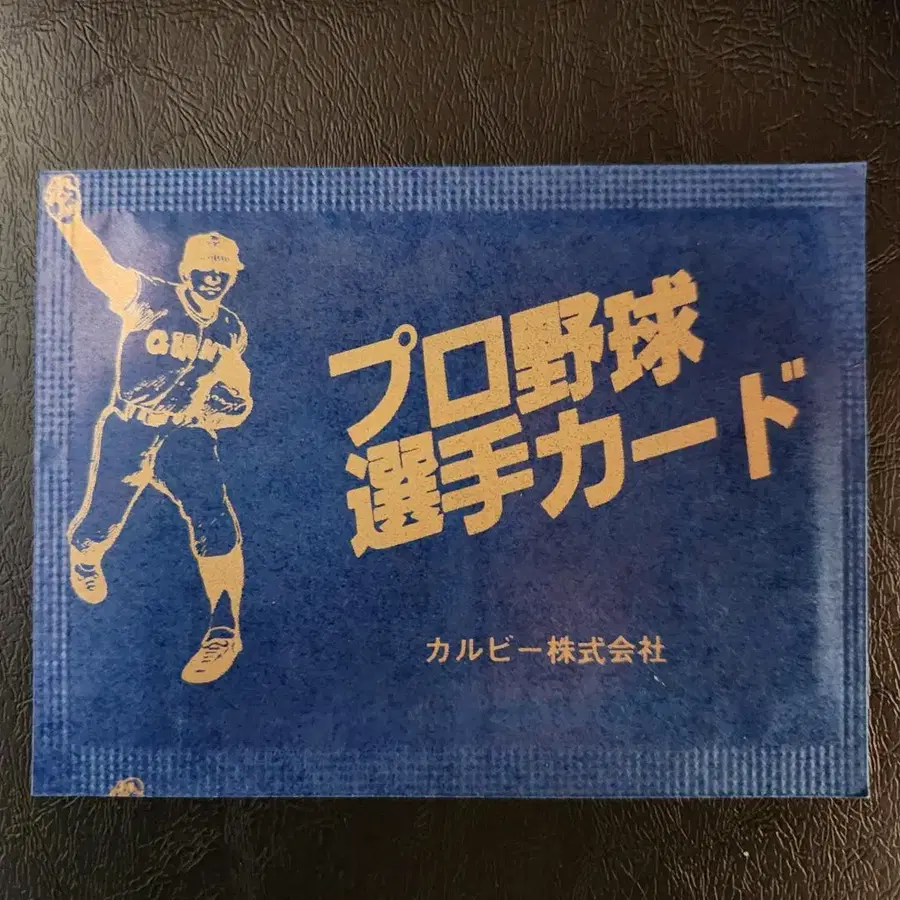 プロ野球
選手カード
カルビー株式会社